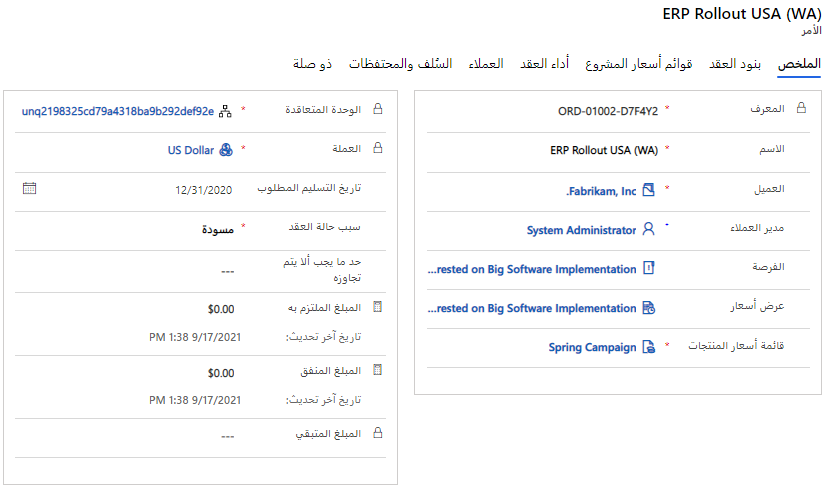 ERP Rollout USA (WA)
الأمر
الملخص
بنود العقد
قوائم أسعار المشروع
أداء العقد
العملاء
السُلف والمحتفظات
ذو صلة
المعرف * ORD-01002-D7F4Y2
الاسم * ERP Rollout USA (WA)
العميل * Fabrikam, Inc.
مدير العملاء System Administrator
الفرصة ...rested on Big Software Implementation
عرض أسعار ...rested on Big Software Implementation
قائمة أسعار المنتجات * Spring Campaign
الوحدة المتعاقدة * unq2198325cd79a4318ba9b292def92e
العملة * US Dollar
تاريخ التسليم المطلوب 12/31/2020
سبب حالة العقد * مسودة
حد ما يجب ألا يتم
تجاوزه ---
المبلغ الملتزم به $0.00
تاريخ آخر تحديث: 9/17/2021 1:38 PM
المبلغ المنفق $0.00
تاريخ آخر تحديث: 9/17/2021 1:38 PM
المبلغ المتبقي ---